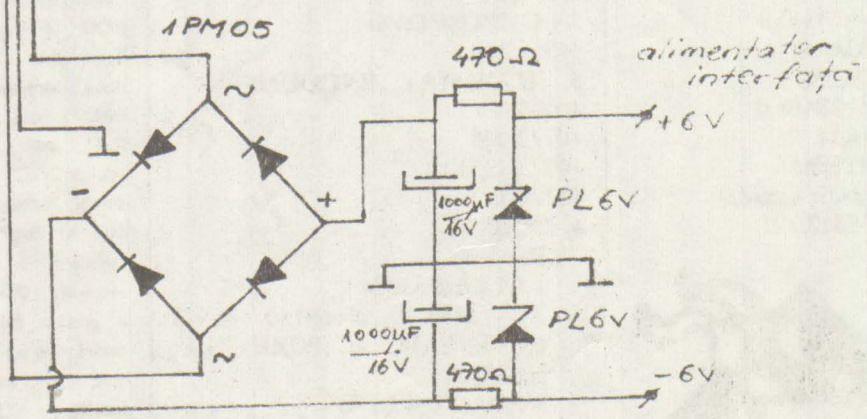 1PM05
470Ω
alimentator
interfață
~
+6V
-
+
1000µF
16V
PL6V
1000µF
16V
PL6V
~
470Ω
-6V